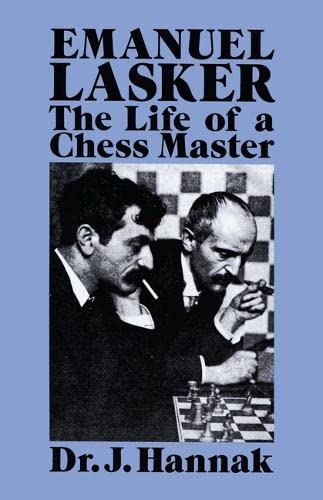 EMANUEL
LASKER
The Life of a
Chess Master
Dr. J. Hannak